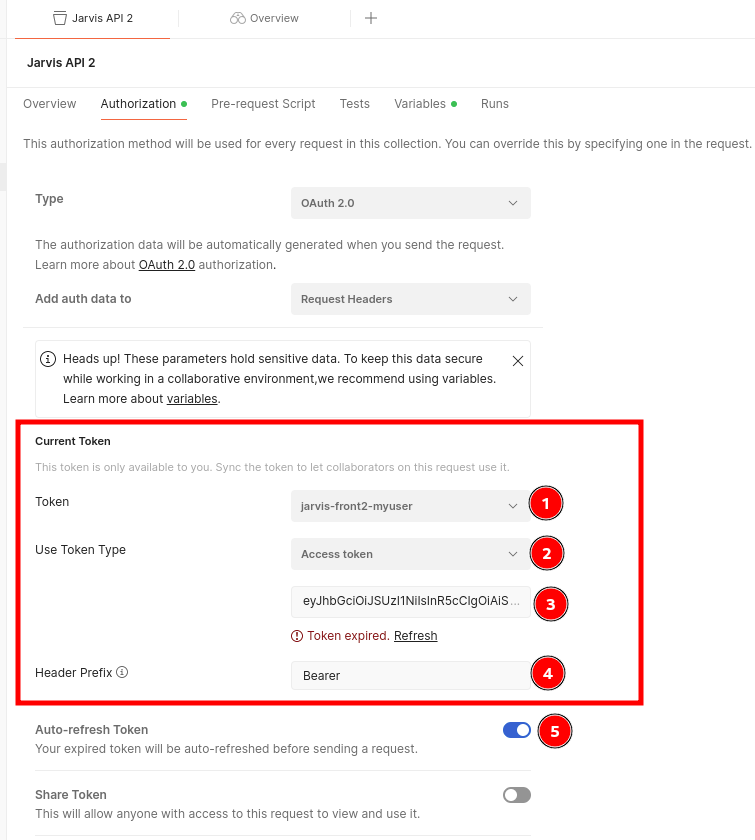 Jarvis API 2
Overview
Jarvis API 2
Overview
Authorization
Pre-request Script
Tests
Variables
Runs
This authorization method will be used for every request in this collection. You can override this by specifying one in the request.
Type
OAuth 2.0
The authorization data will be automatically generated when you send the request.
Learn more about OAuth 2.0 authorization.
Add auth data to
Request Headers
Heads up! These parameters hold sensitive data. To keep this data secure
while working in a collaborative environment,we recommend using variables.
Learn more about variables.
Current Token
This token is only available to you. Sync the token to let collaborators on this request use it.
Token
jarvis-front2-myuser
1
Use Token Type
Access token
2
eyJhbGciOiJSUzI1NiIsInR5cCIgOiAiS...
3
Token expired. Refresh
Header Prefix
Bearer
4
Auto-refresh Token
5
Your expired token will be auto-refreshed before sending a request.
Share Token
This will allow anyone with access to this request to view and use it.